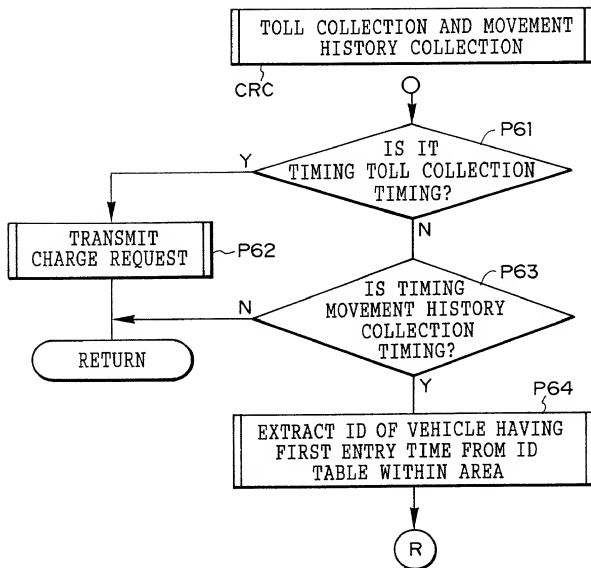 TOLL COLLECTION AND MOVEMENT
HISTORY COLLECTION
CRC
P61
IS IT
TIMING TOLL COLLECTION
TIMING?
Y
N
TRANSMIT
CHARGE REQUEST
P62
P63
IS TIMING
MOVEMENT HISTORY
COLLECTION
TIMING?
N
Y
RETURN
P64
EXTRACT ID OF VEHICLE HAVING
FIRST ENTRY TIME FROM ID
TABLE WITHIN AREA
R